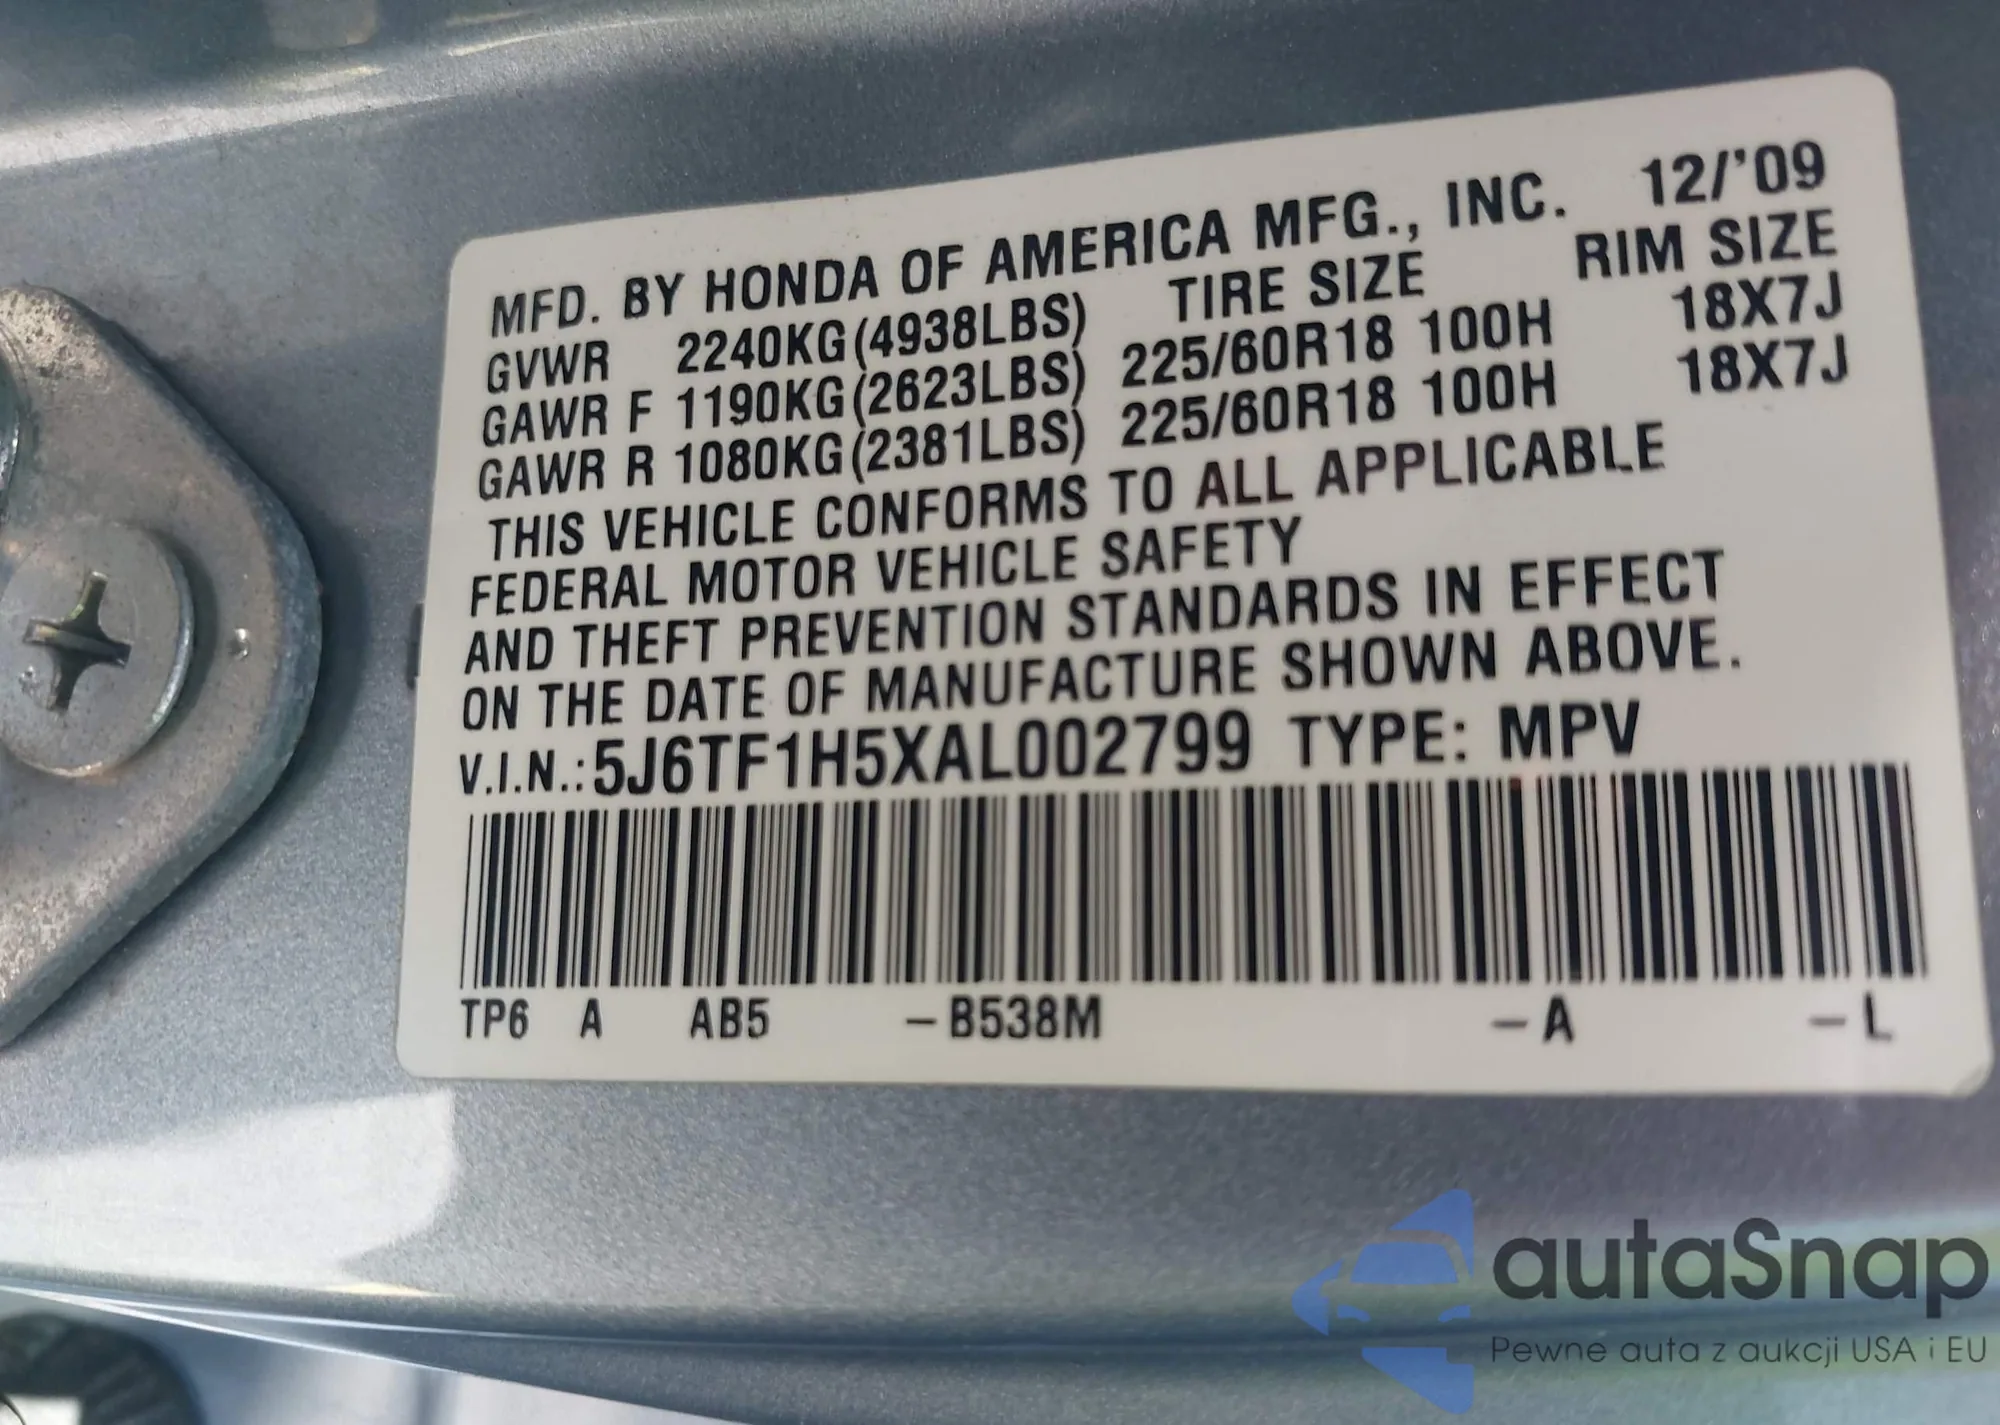 MFD. BY HONDA OF AMERICA MFG., INC. 12/'09
GVWR 2240KG(4938LBS) TIRE SIZE RIM SIZE
GAWR F 1190KG(2623LBS) 225/60R18 100H 18X7J
GAWR R 1080KG(2381LBS) 225/60R18 100H 18X7J
THIS VEHICLE CONFORMS TO ALL APPLICABLE
FEDERAL MOTOR VEHICLE SAFETY
AND THEFT PREVENTION STANDARDS IN EFFECT
ON THE DATE OF MANUFACTURE SHOWN ABOVE.
V.I.N.:5J6TF1H5XAL002799 TYPE: MPV
TP6 A AB5 -B538M -A -L
autaSnap
Pewne auta z aukcji USA i EU